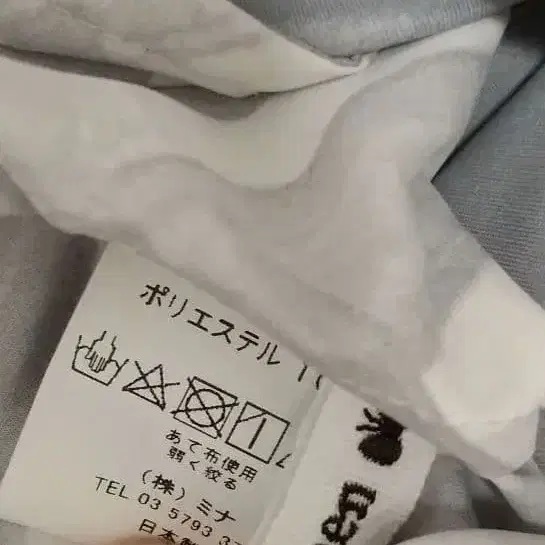 ポリエステル
あて布使用
弱く絞る
(株) ミナ
TEL 03 5793 3
日本